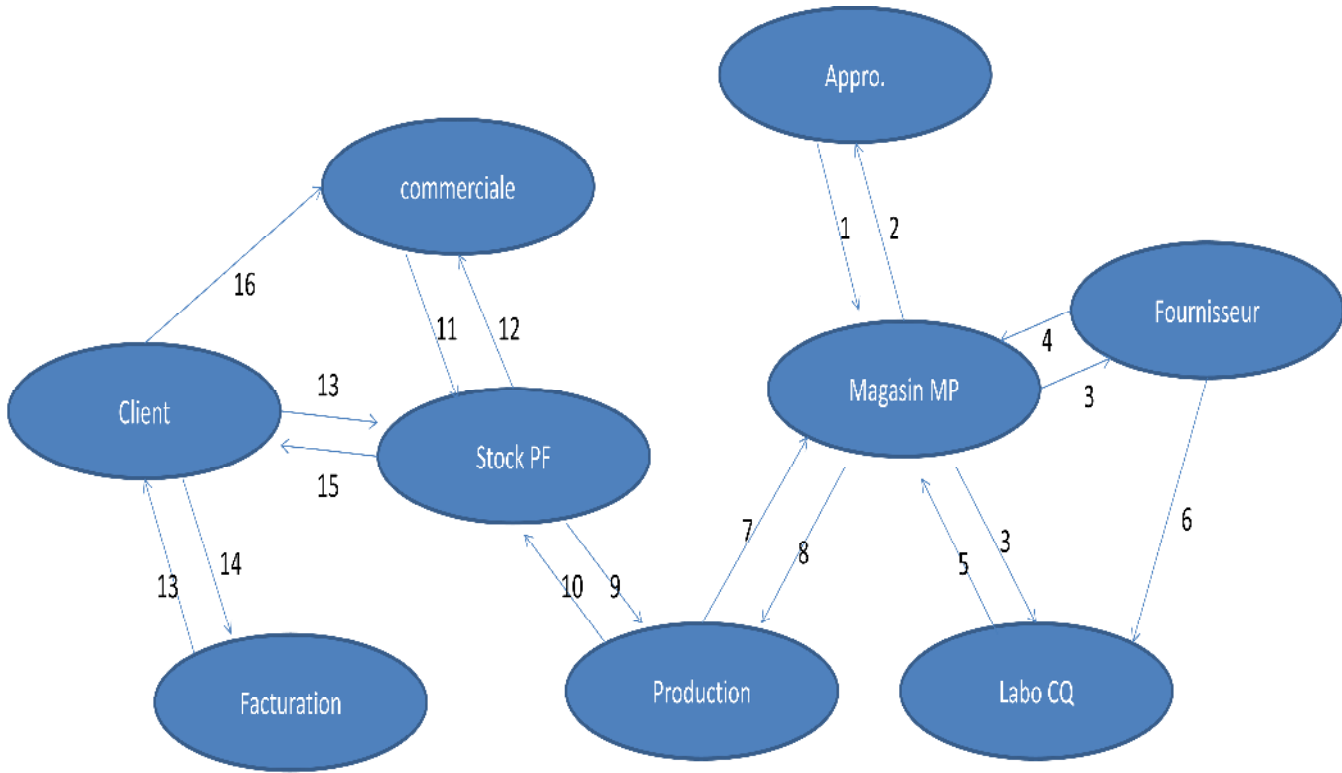 Appro.
commerciale
1
2
16
Fournisseur
11
12
4
Magasin MP
3
13
Client
Stock PF
15
6
7
3
8
5
14
13
10
9
Production
Labo CQ
Facturation